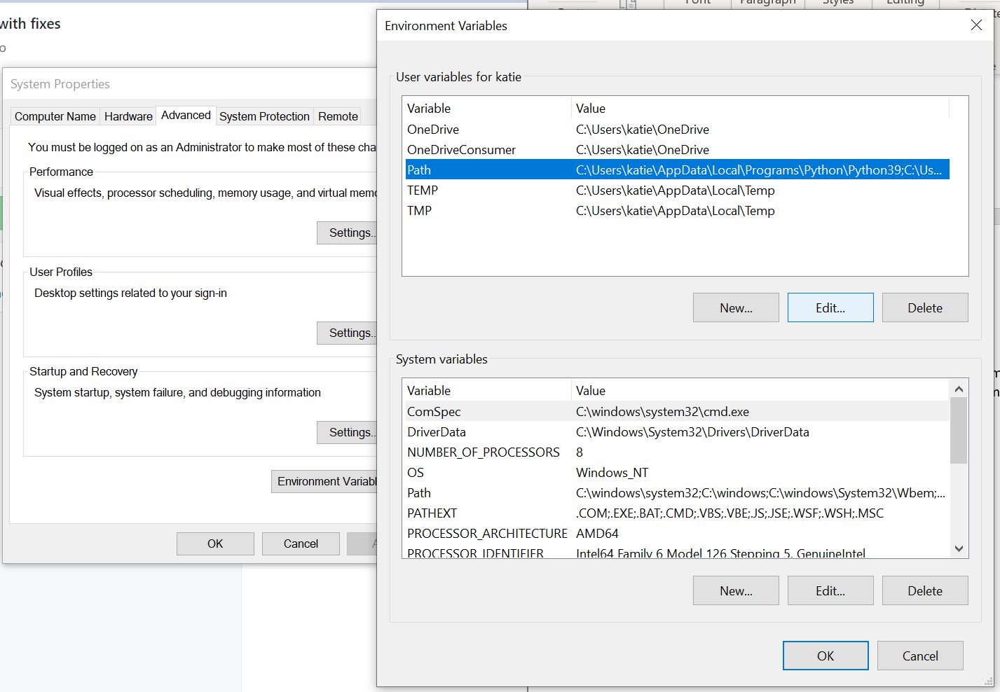 Font
Paragraph
Styles
Editing
with fixes
System Properties
Computer Name
Hardware
Advanced
System Protection
Remote
You must be logged on as an Administrator to make most of these cha
Performance
Visual effects, processor scheduling, memory usage, and virtual memo
Settings..
User Profiles
Desktop settings related to your sign-in
Settings..
Startup and Recovery
System startup, system failure, and debugging information
Settings..
Environment Variabl
OK
Cancel
Environment Variables
User variables for katie
Variable Value
OneDrive C:\Users\katie\OneDrive
OneDriveConsumer C:\Users\katie\OneDrive
Path C:\Users\katie\AppData\Local\Programs\Python\Python39;C:\Us...
TEMP C:\Users\katie\AppData\Local\Temp
TMP C:\Users\katie\AppData\Local\Temp
New...
Edit...
Delete
System variables
Variable Value
ComSpec C:\windows\system32\cmd.exe
DriverData C:\Windows\System32\Drivers\DriverData
NUMBER_OF_PROCESSORS 8
OS Windows_NT
Path C:\windows\system32;C:\windows;C:\windows\System32\Wbem;...
PATHEXT .COM;.EXE;.BAT;.CMD;.VBS;.VBE;.JS;.JSE;.WSF;.WSH;.MSC
PROCESSOR_ARCHITECTURE AMD64
PROCESSOR_IDENTIFIER Intel64 Family 6 Model 126 Stepping 5, GenuineIntel
New...
Edit...
Delete
OK
Cancel